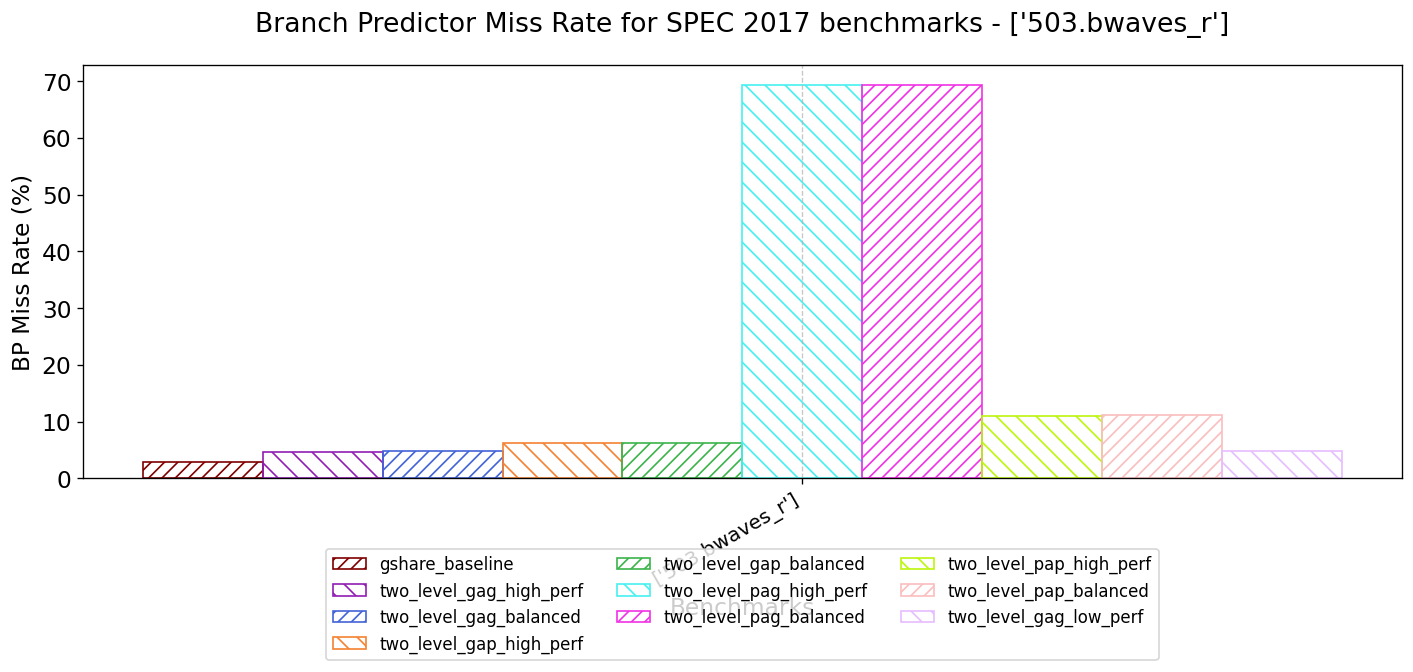 Branch Predictor Miss Rate for SPEC 2017 benchmarks - ['503.bwaves_r']
BP Miss Rate (%)
70
60
50
40
30
20
10
0
['503.bwaves_r']
Benchmarks
gshare_baseline
two_level_gag_high_perf
two_level_gag_balanced
two_level_gap_high_perf
two_level_gap_balanced
two_level_pag_high_perf
two_level_pag_balanced
two_level_pap_high_perf
two_level_pap_balanced
two_level_gag_low_perf